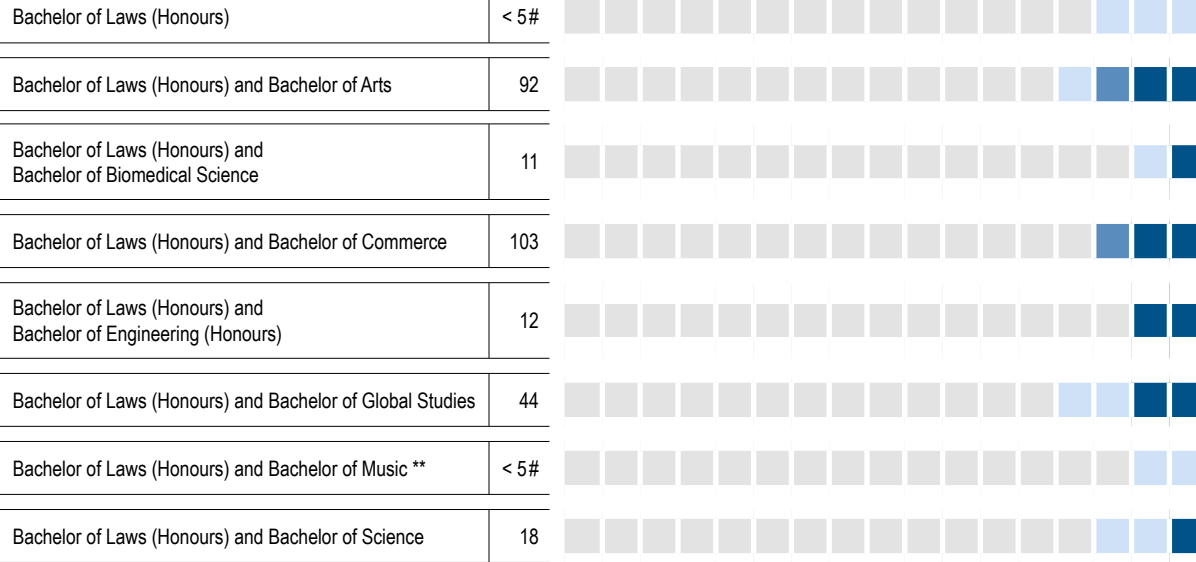 Bachelor of Laws (Honours) < 5#
Bachelor of Laws (Honours) and Bachelor of Arts 92
Bachelor of Laws (Honours) and
Bachelor of Biomedical Science 11
Bachelor of Laws (Honours) and Bachelor of Commerce 103
Bachelor of Laws (Honours) and
Bachelor of Engineering (Honours) 12
Bachelor of Laws (Honours) and Bachelor of Global Studies 44
Bachelor of Laws (Honours) and Bachelor of Music ** < 5#
Bachelor of Laws (Honours) and Bachelor of Science 18